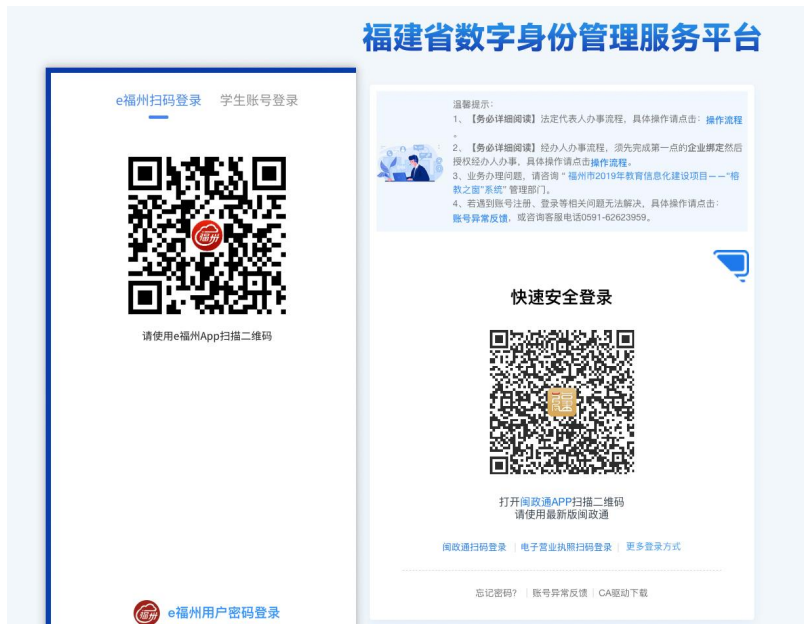 福建省数字身份管理服务平台
e福州扫码登录 学生账号登录
福州
请使用e福州App扫描二维码
福州 e福州用户密码登录
温馨提示：
1、【务必详细阅读】法定代表人办事流程，具体操作请点击：操作流程
。
2、【务必详细阅读】经办人办事流程，须先完成第一点的企业绑定然后
授权经办人办事，具体操作请点击操作流程。
3、业务办理问题，请咨询“ 福州市2019年教育信息化建设项目——“榕
教之窗”系统” 管理部门。
4、若遇到账号注册、登录等相关问题无法解决，具体操作请点击：
账号异常反馈，或咨询客服电话0591-62623959。
快速安全登录
福
打开闽政通APP扫描二维码
请使用最新版闽政通
闽政通扫码登录 | 电子营业执照扫码登录 | 更多登录方式
忘记密码？ | 账号异常反馈 | CA驱动下载